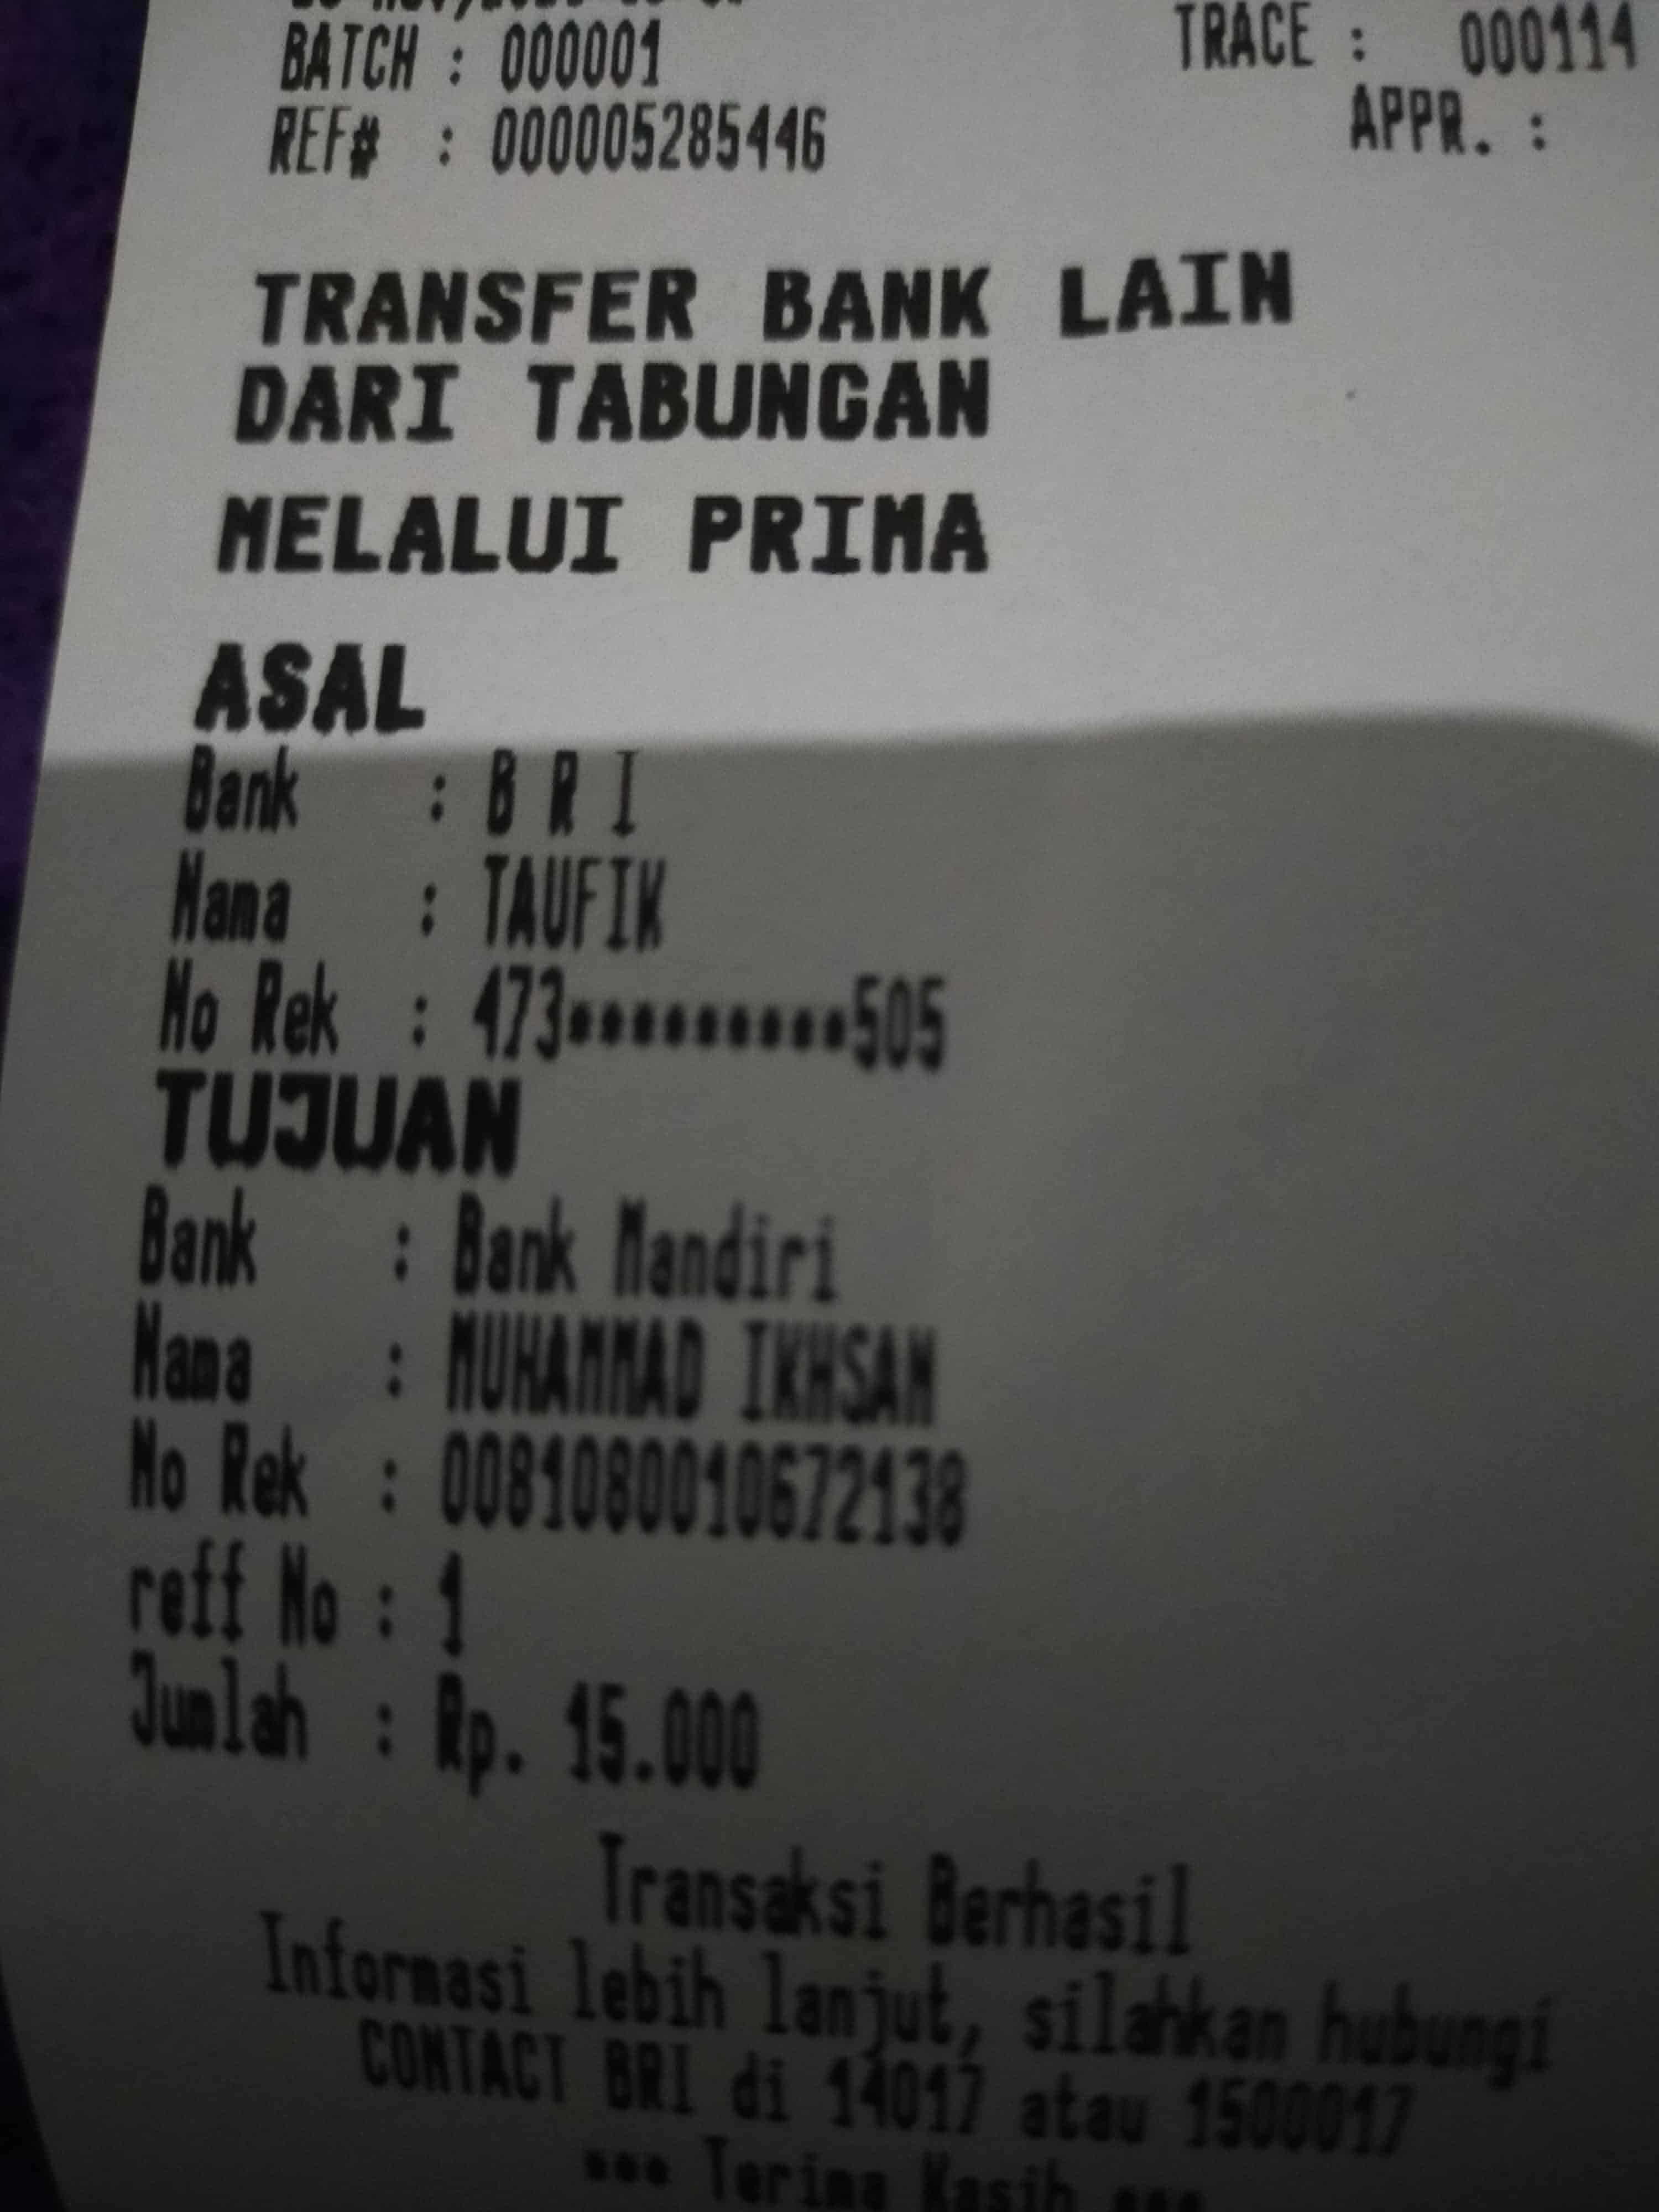 BATCH : 000001 TRACE : 000114
REF# : 000005285446 APPR. :
TRANSFER BANK LAIN
DARI TABUNGAN
MELALUI PRIMA
ASAL
Bank : B R I
Nama : TAUFIK
No Rek : 473*********505
TUJUAN
Bank : Bank Mandiri
Nama : MUHAMMAD IKHSAN
No Rek : 0081080010672138
reff No : 1
Jumlah : Rp. 15.000
Transaksi Berhasil
Informasi lebih lanjut, silahkan hubungi
CONTACT BRI di 14017 atau 1500017
*** Terima Kasih ***